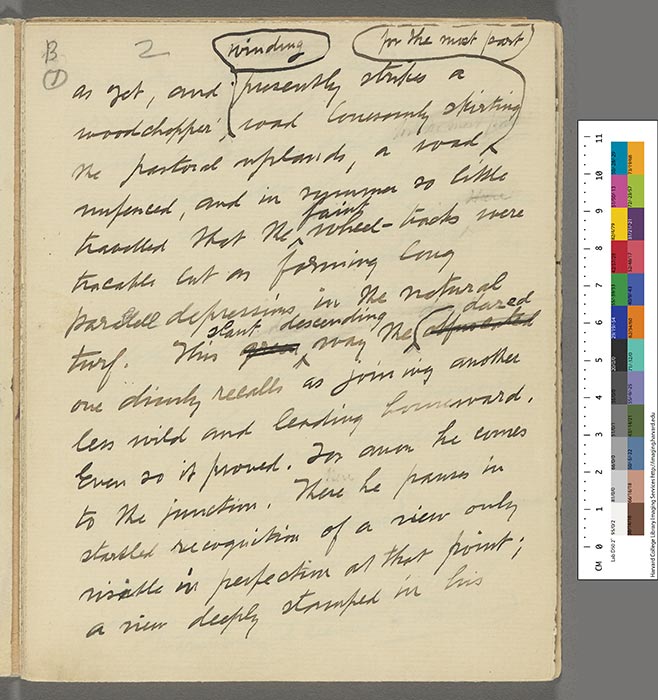 B 2 winding for the most part
①
as yet, and presently strikes a
woodchopper's road lonesomely skirting
the pastoral uplands, a road
unfenced, and in summer so little
travelled that the faint wheel-tracks were
tracable but as forming long
parallel depressions in the natural
slant descending dazed
turf. This green way the
one dimly recalls as joining another
less wild and leading homeward.
Even so it proved. For anon he comes
to the junction. There he pauses in
startled recognition of a view only
visible in perfection at that point;
a view deeply stamped in his
11
10
9
8
7
6
5
4
3
2
1
CM 0
Harvard College Library Imaging Services http://imaging.harvard.edu